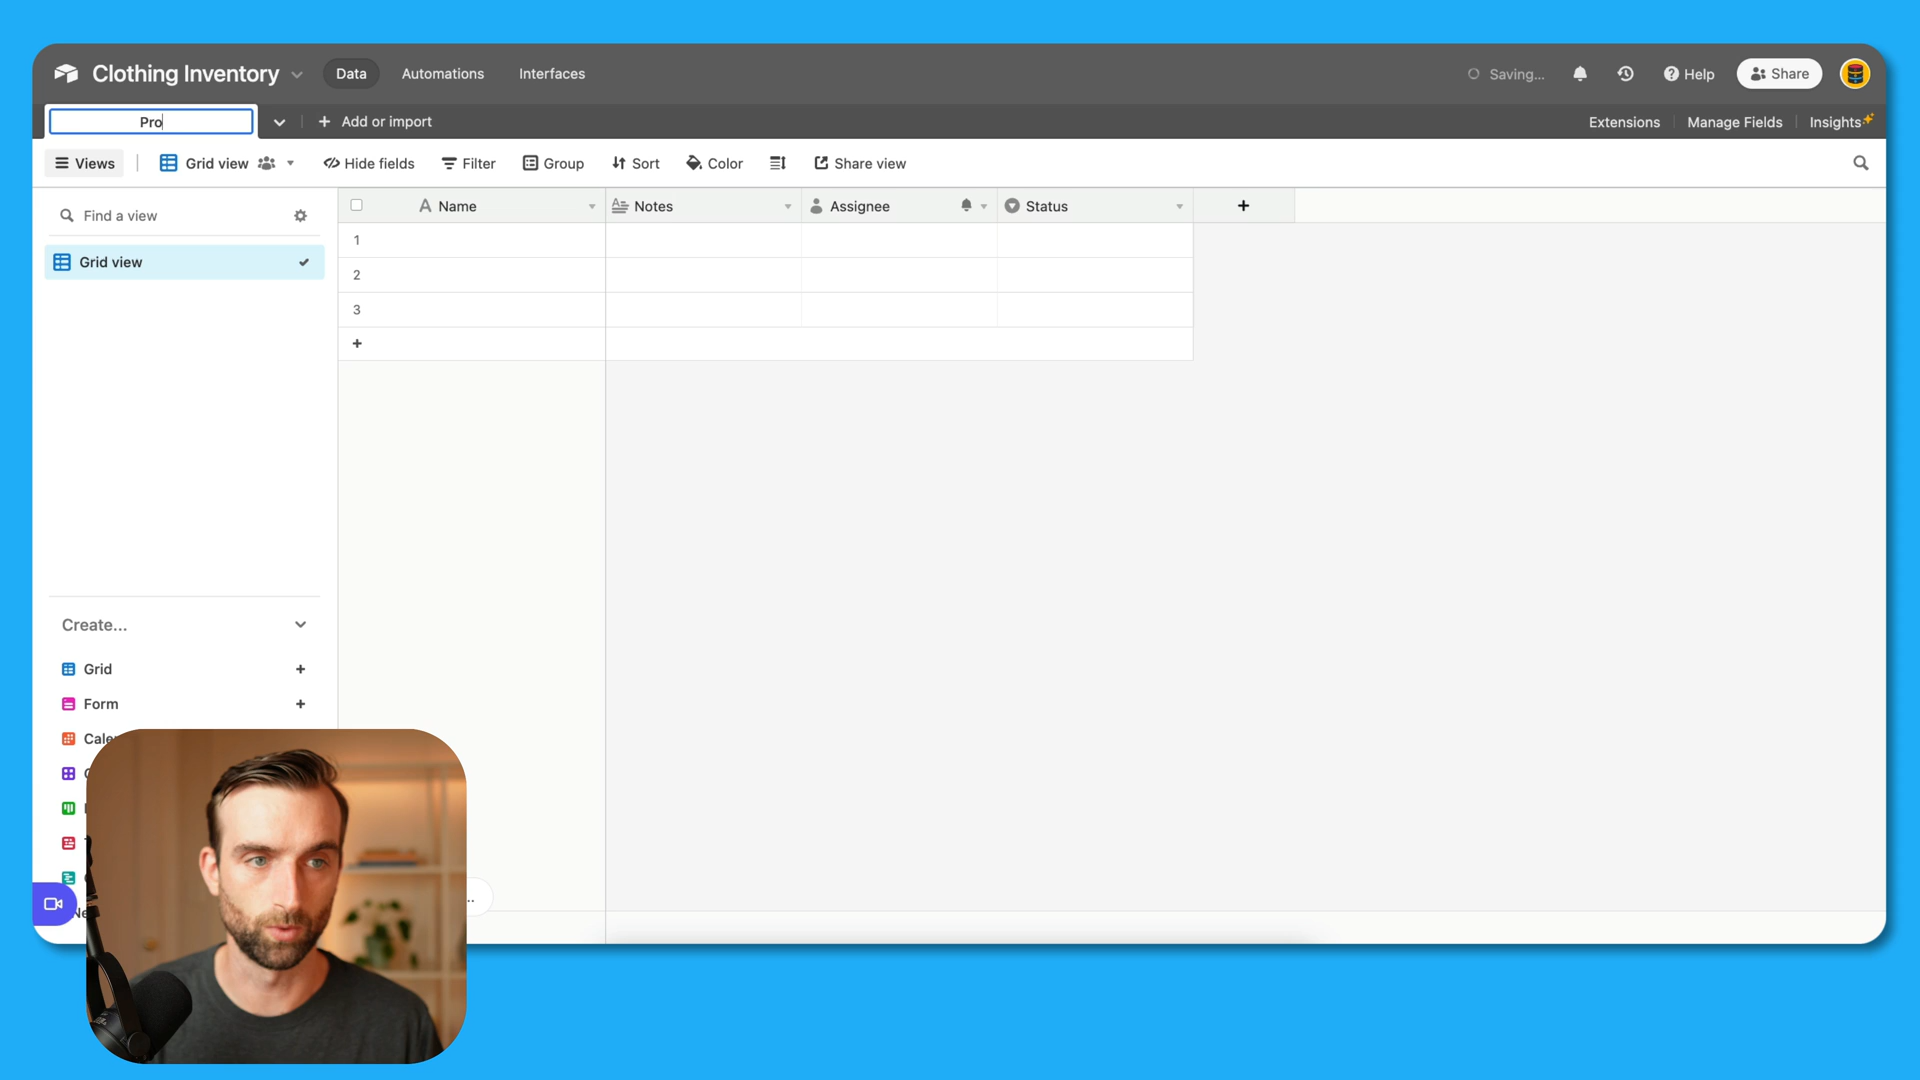 Clothing Inventory Data Automations Interfaces Saving... Help Share
Pro Add or import Extensions Manage Fields Insights
Views Grid view Hide fields Filter Group Sort Color Share view
Find a view Name Notes Assignee Status
1
Grid view
2
3
Create...
Grid
Form